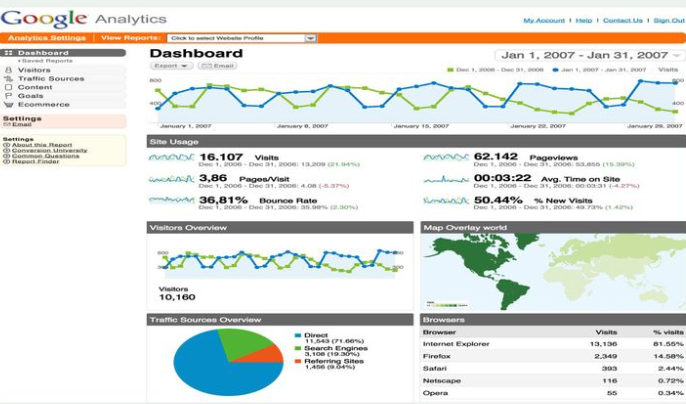 Google Analytics
My Account | Help | Contact Us | Sign Out
Analytics Settings | View Reports: Click to select Website Profile
Dashboard
Saved Reports
Visitors
Traffic Sources
Content
Goals
Ecommerce
Settings
Email
Settings
About this Report
Conversion University
Common Questions
Report Finder
Dashboard
Jan 1, 2007 - Jan 31, 2007
Export
Email
Dec 1, 2006 - Dec 31, 2006 Jan 1, 2007 - Jan 31, 2007 Visits
600 600
400 400
January 1, 2007 January 8, 2007 January 15, 2007 January 22, 2007 January 29, 2007
Site Usage
16.107 Visits
Dec 1, 2006 - Dec 31, 2006: 13,209 (21.94%)
62.142 Pageviews
Dec 1, 2006 - Dec 31, 2006: 53,855 (15.39%)
3,86 Pages/Visit
Dec 1, 2006 - Dec 31, 2006: 4.08 (-5.37%)
00:03:22 Avg. Time on Site
Dec 1, 2006 - Dec 31, 2006: 00:03:31 (-4.27%)
36,81% Bounce Rate
Dec 1, 2006 - Dec 31, 2006: 35.98% (2.30%)
50.44% % New Visits
Dec 1, 2006 - Dec 31, 2006: 49.73% (1.42%)
Visitors Overview
600 600
300 300
Visitors
10,160
Map Overlay world
Traffic Sources Overview
Direct
11,543 (71.66%)
Search Engines
3,108 (19.30%)
Referring Sites
1,456 (9.04%)
Browsers
Browser Visits % visits
Internet Explorer 13,136 81.55%
Firefox 2,349 14.58%
Safari 393 2.44%
Netscape 116 0.72%
Opera 55 0.34%